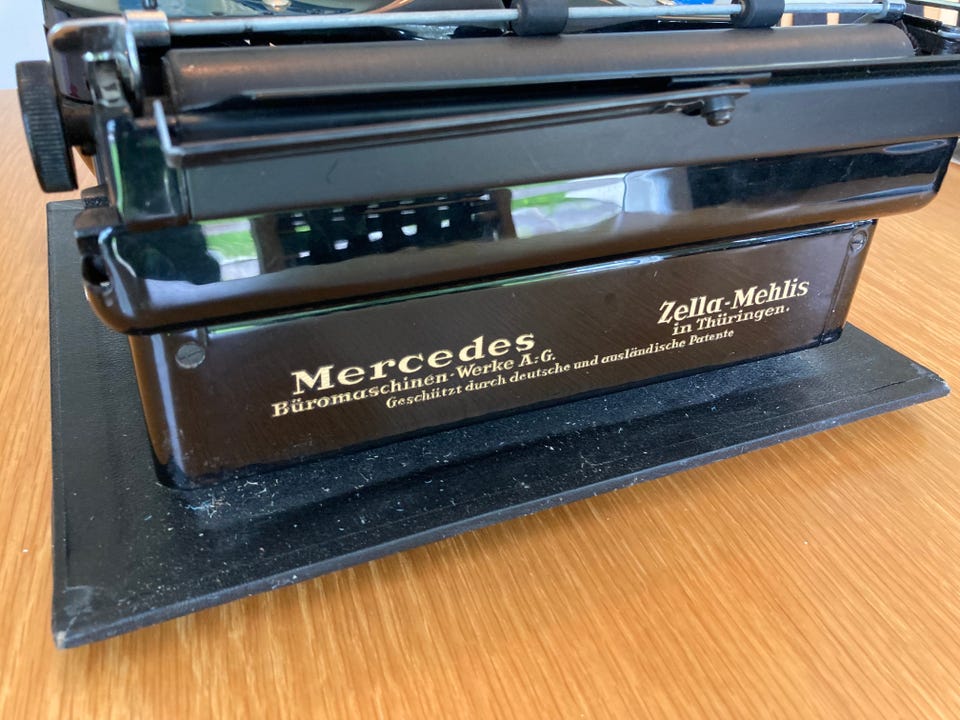 Mercedes
Büromaschinen-Werke A.-G.
Zella-Mehlis
in Thüringen.
Geschützt durch deutsche und ausländische Patente